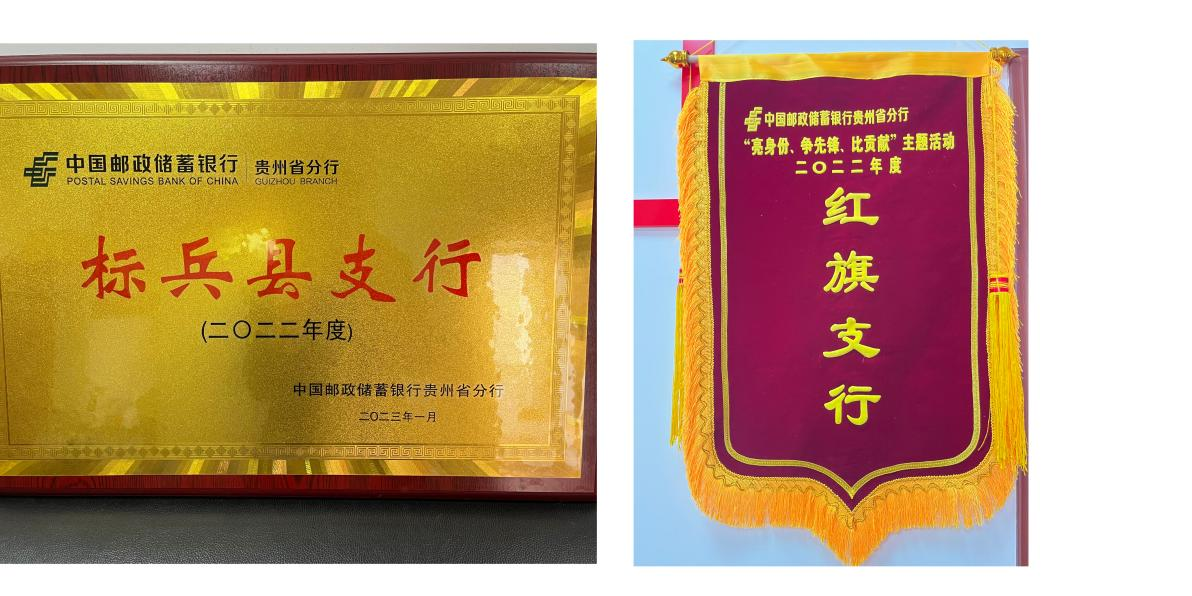 中国邮政储蓄银行 贵州省分行
POSTAL SAVINGS BANK OF CHINA GUIZHOU BRANCH
标兵县支行
(二〇二二年度)
中国邮政储蓄银行贵州省分行
二〇二三年一月
中国邮政储蓄银行贵州省分行
“亮身份、争先锋、比贡献”主题活动
二〇二二年度
红
旗
支
行